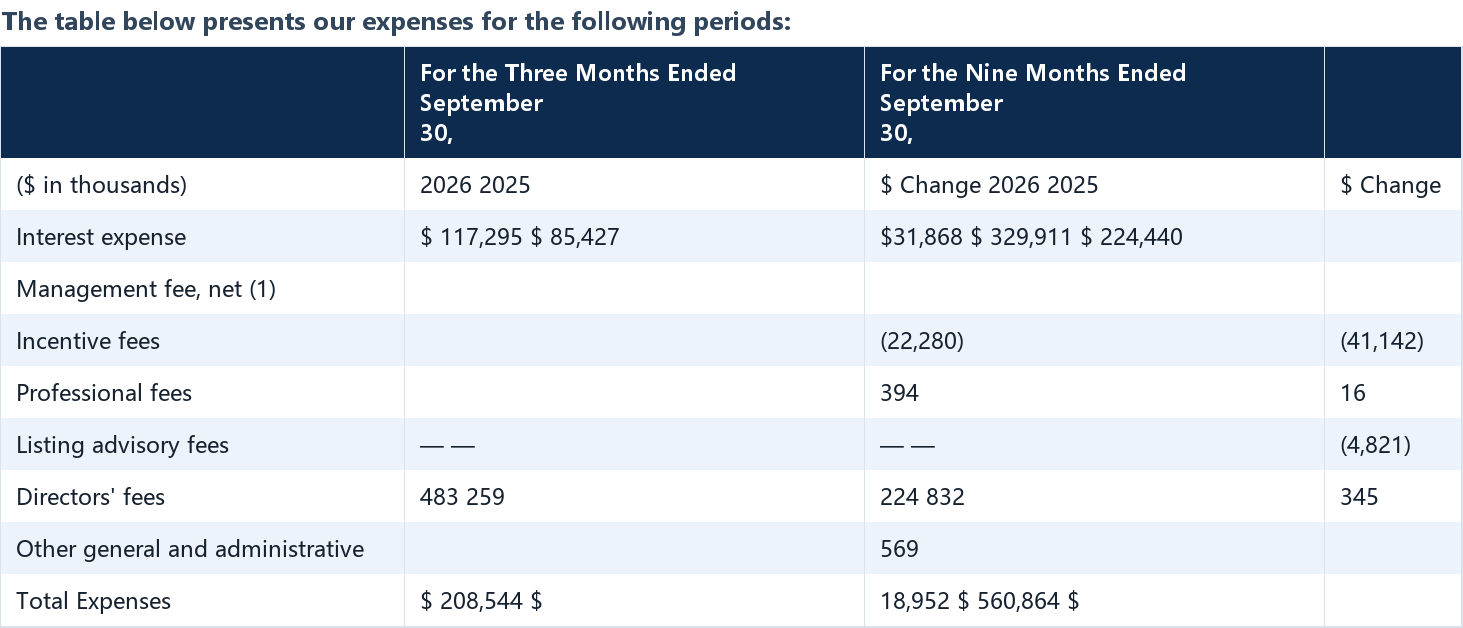 The table below presents our expenses for the following periods:
For the Three Months Ended
September
30,
For the Nine Months Ended
September
30,
($ in thousands) 2026 2025 $ Change 2026 2025 $ Change
Interest expense $ 117,295 $ 85,427 $31,868 $ 329,911 $ 224,440
Management fee, net (1)
Incentive fees (22,280) (41,142)
Professional fees 394 16
Listing advisory fees — — — — (4,821)
Directors' fees 483 259 224 832 345
Other general and administrative 569
Total Expenses $ 208,544 $ 18,952 $ 560,864 $